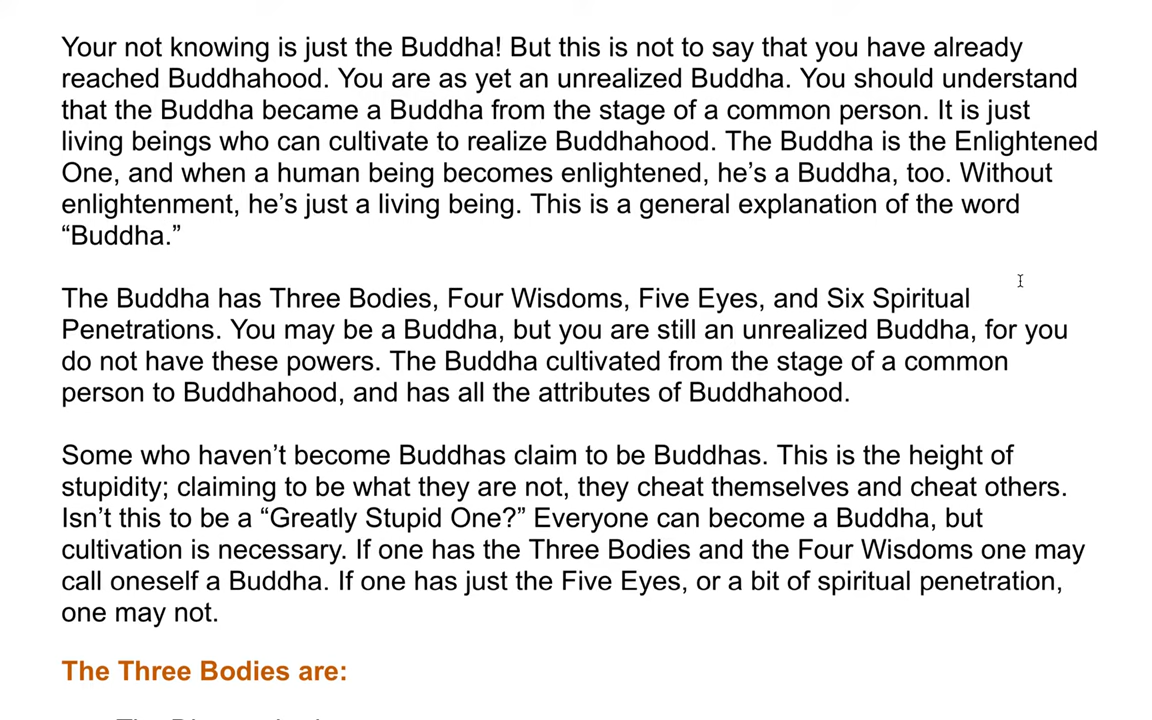 Your not knowing is just the Buddha! But this is not to say that you have already
reached Buddhahood. You are as yet an unrealized Buddha. You should understand
that the Buddha became a Buddha from the stage of a common person. It is just
living beings who can cultivate to realize Buddhahood. The Buddha is the Enlightened
One, and when a human being becomes enlightened, he’s a Buddha, too. Without
enlightenment, he’s just a living being. This is a general explanation of the word
“Buddha.”
The Buddha has Three Bodies, Four Wisdoms, Five Eyes, and Six Spiritual
Penetrations. You may be a Buddha, but you are still an unrealized Buddha, for you
do not have these powers. The Buddha cultivated from the stage of a common
person to Buddhahood, and has all the attributes of Buddhahood.
Some who haven’t become Buddhas claim to be Buddhas. This is the height of
stupidity; claiming to be what they are not, they cheat themselves and cheat others.
Isn’t this to be a “Greatly Stupid One?” Everyone can become a Buddha, but
cultivation is necessary. If one has the Three Bodies and the Four Wisdoms one may
call oneself a Buddha. If one has just the Five Eyes, or a bit of spiritual penetration,
one may not.
The Three Bodies are: